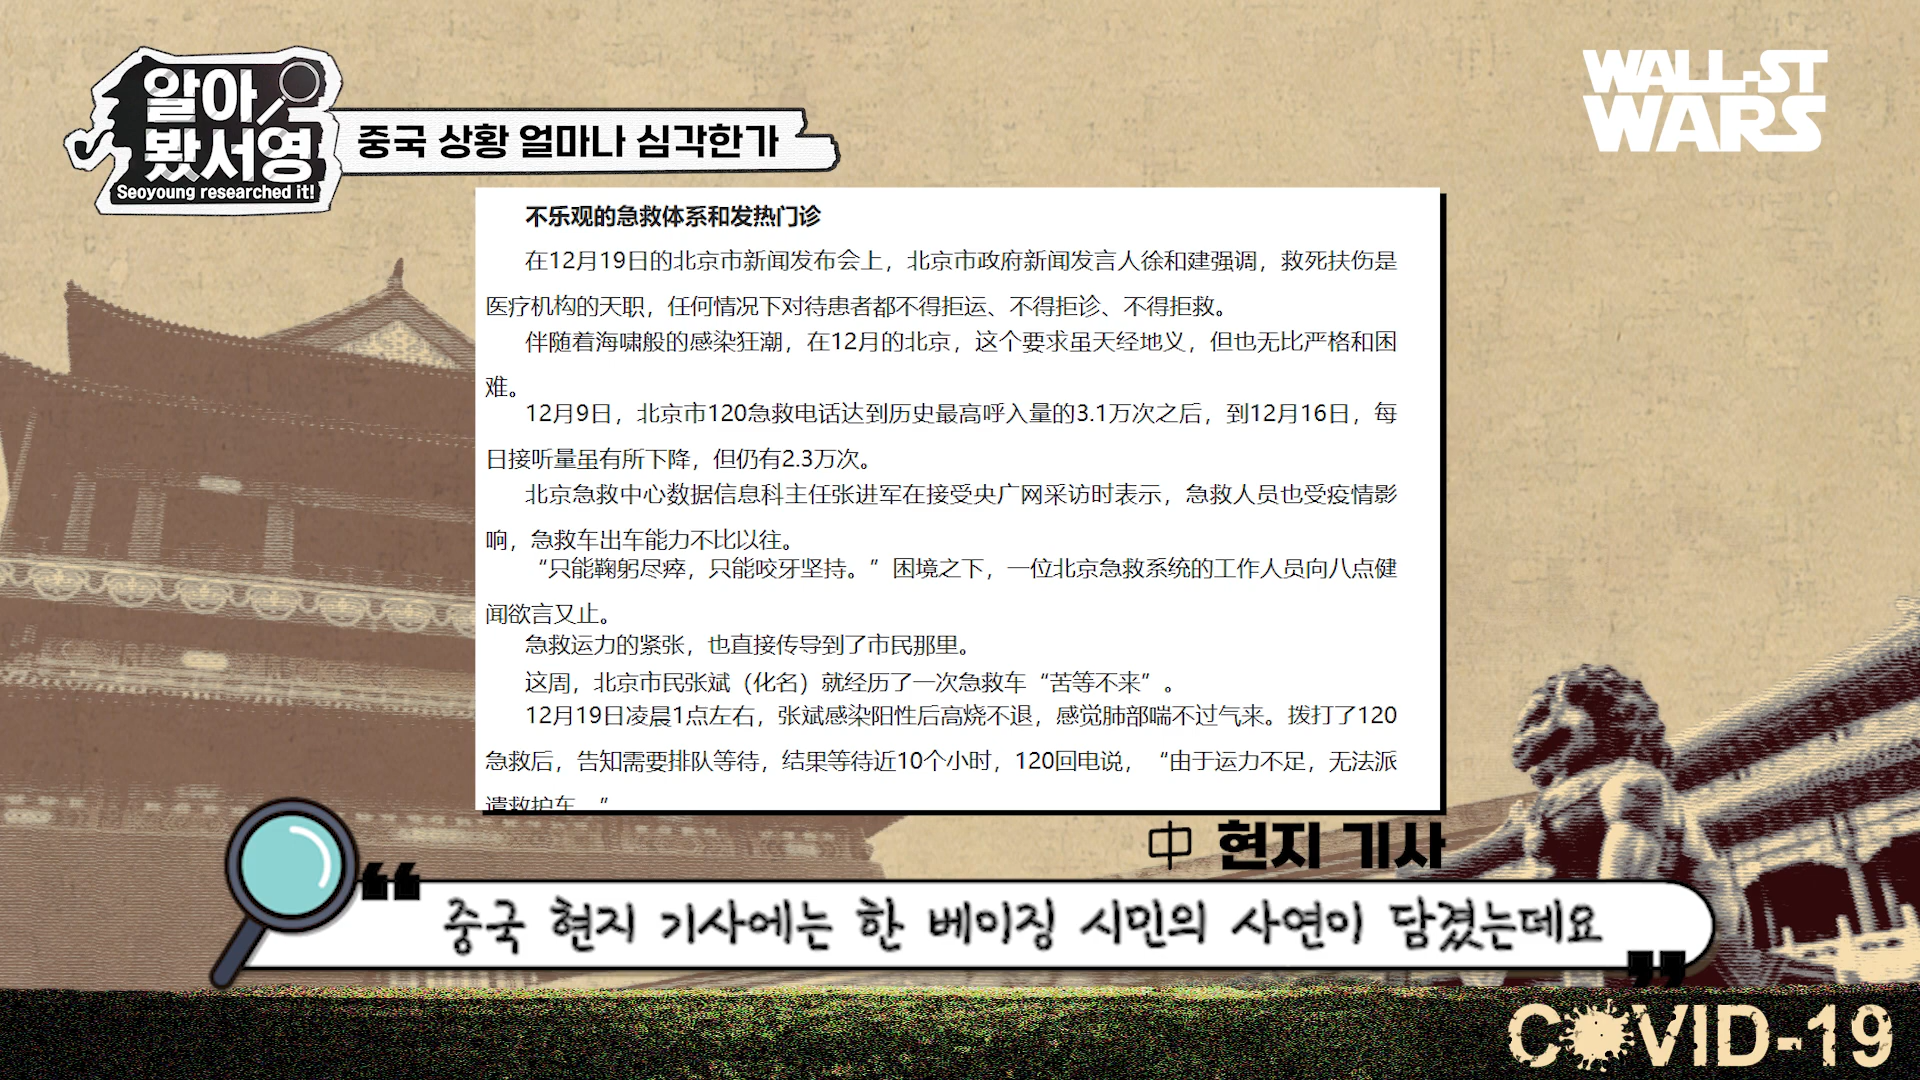 알아
봤서영
Seoyoung researched it!
중국 상황 얼마나 심각한가
WALL-ST
WARS
不乐观的急救体系和发热门诊
在12月19日的北京市新闻发布会上，北京市政府新闻发言人徐和建强调，救死扶伤是
医疗机构的天职，任何情况下对待患者都不得拒运、不得拒诊、不得拒救。
伴随着海啸般的感染狂潮，在12月的北京，这个要求虽天经地义，但也无比严格和困
难。
12月9日，北京市120急救电话达到历史最高呼入量的3.1万次之后，到12月16日，每
日接听量虽有所下降，但仍有2.3万次。
北京急救中心数据信息科主任张进军在接受央广网采访时表示，急救人员也受疫情影
响，急救车出车能力不比以往。
“只能鞠躬尽瘁，只能咬牙坚持。”困境之下，一位北京急救系统的工作人员向八点健
闻欲言又止。
急救运力的紧张，也直接传导到了市民那里。
这周，北京市民张斌（化名）就经历了一次急救车“苦等不来”。
12月19日凌晨1点左右，张斌感染阳性后高烧不退，感觉肺部喘不过气来。拨打了120
急救后，告知需要排队等待，结果等待近10个小时，120回电说，“由于运力不足，无法派
遣救护车。”
中 현지 기사
“중국 현지 기사에는 한 베이징 시민의 사연이 담겼는데요”
COVID-19